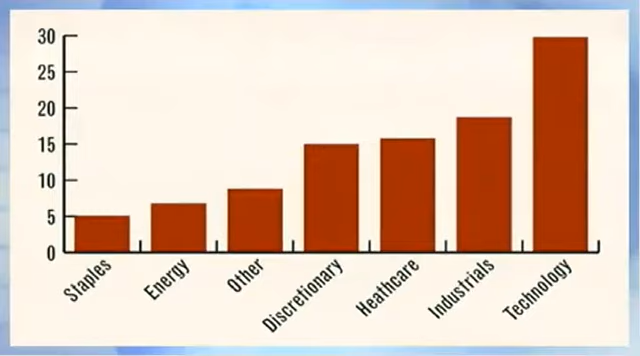 30
25
20
15
10
5
0
Staples
Energy
Other
Discretionary
Heathcare
Industrials
Technology